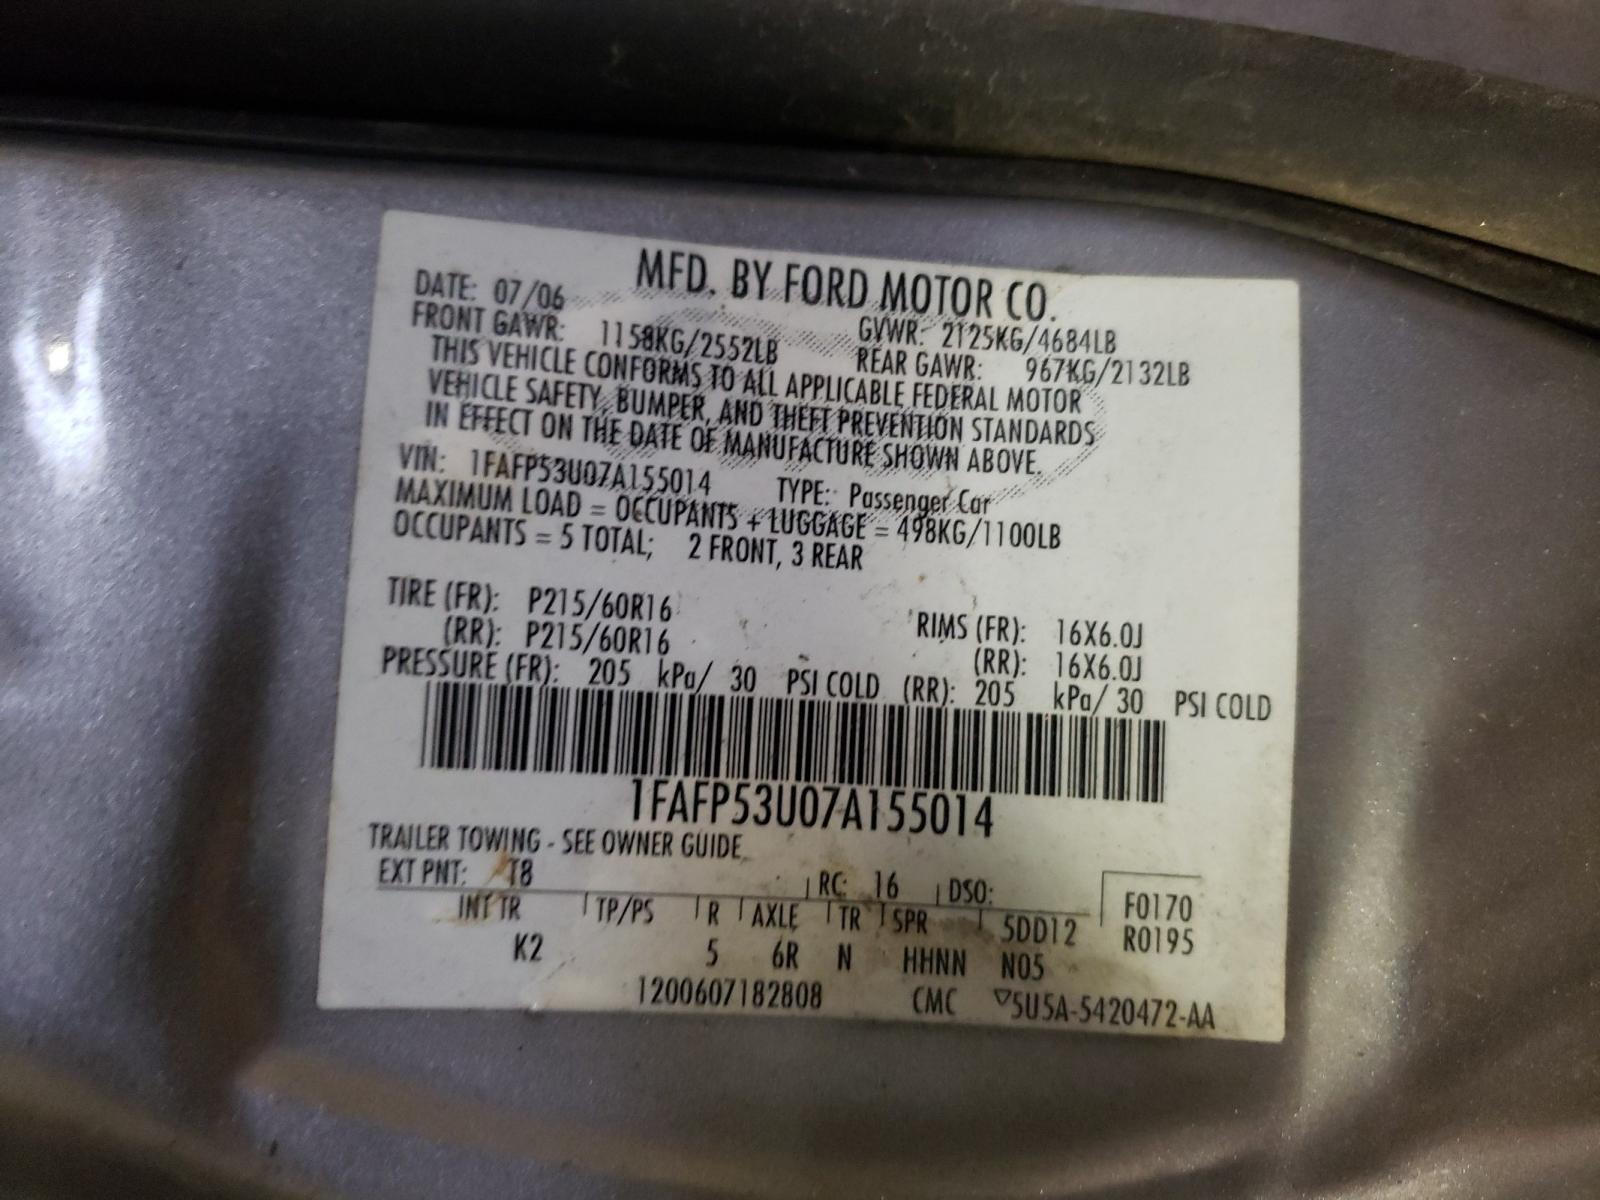 MFD. BY FORD MOTOR CO.
DATE: 07/06 GVWR: 2125KG/4684LB
FRONT GAWR: 1158KG/2552LB REAR GAWR: 967KG/2132LB
THIS VEHICLE CONFORMS TO ALL APPLICABLE FEDERAL MOTOR
VEHICLE SAFETY, BUMPER, AND THEFT PREVENTION STANDARDS
IN EFFECT ON THE DATE OF MANUFACTURE SHOWN ABOVE.
VIN: 1FAFP53U07A155014 TYPE: Passenger Car
MAXIMUM LOAD = OCCUPANTS + LUGGAGE = 498KG/1100LB
OCCUPANTS = 5 TOTAL; 2 FRONT, 3 REAR
TIRE (FR): P215/60R16 RIMS (FR): 16X6.0J
(RR): P215/60R16 (RR): 16X6.0J
PRESSURE (FR): 205 kPa/ 30 PSI COLD (RR): 205 kPa/ 30 PSI COLD
1FAFP53U07A155014
TRAILER TOWING - SEE OWNER GUIDE
EXT PNT: T8 RC: 16 DSO: F0170
INT TR TP/PS R AXLE TR SPR 5DD12 R0195
K2 5 6R N HHNN N05
1200607182808 CMC ▽5U5A-5420472-AA